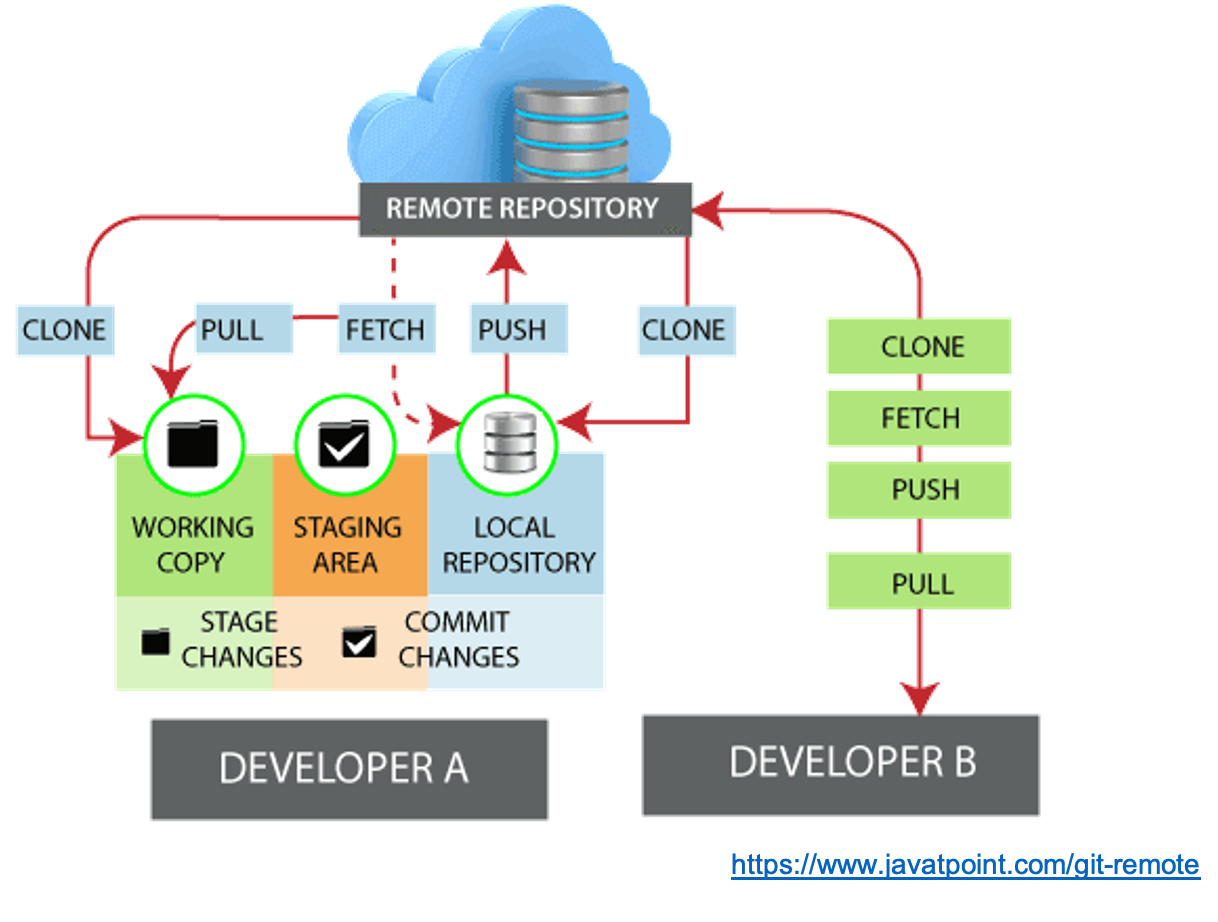 REMOTE REPOSITORY
CLONE
PULL
FETCH
PUSH
CLONE
CLONE
FETCH
PUSH
PULL
WORKING
COPY
STAGING
AREA
LOCAL
REPOSITORY
STAGE
CHANGES
COMMIT
CHANGES
DEVELOPER A
DEVELOPER B
https://www.javatpoint.com/git-remote